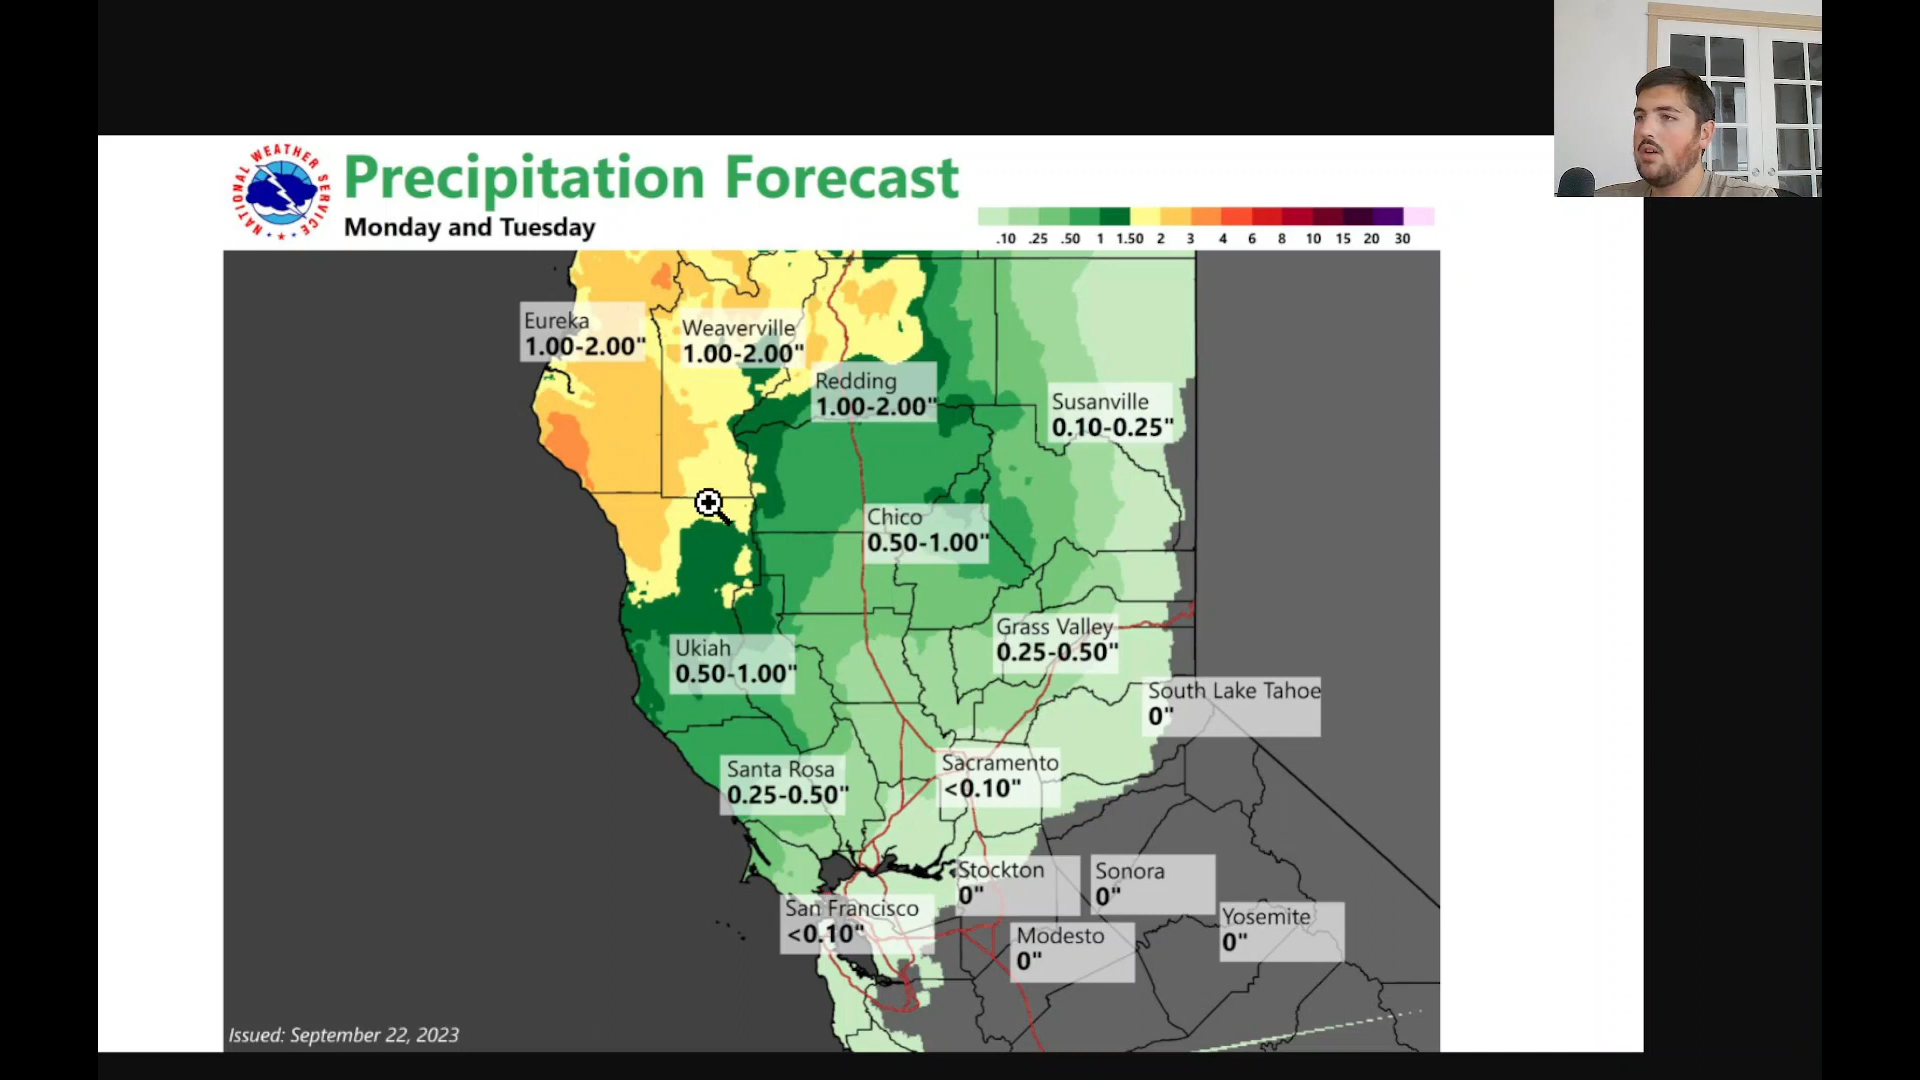 NATIONAL WEATHER SERVICE
Precipitation Forecast
Monday and Tuesday
.10 .25 .50 1 1.50 2 3 4 6 8 10 15 20 30
Eureka
1.00-2.00"
Weaverville
1.00-2.00"
Redding
1.00-2.00"
Susanville
0.10-0.25"
Chico
0.50-1.00"
Grass Valley
0.25-0.50"
Ukiah
0.50-1.00"
South Lake Tahoe
0"
Santa Rosa
0.25-0.50"
Sacramento
<0.10"
Stockton
0"
Sonora
0"
San Francisco
<0.10"
Modesto
0"
Yosemite
0"
Issued: September 22, 2023